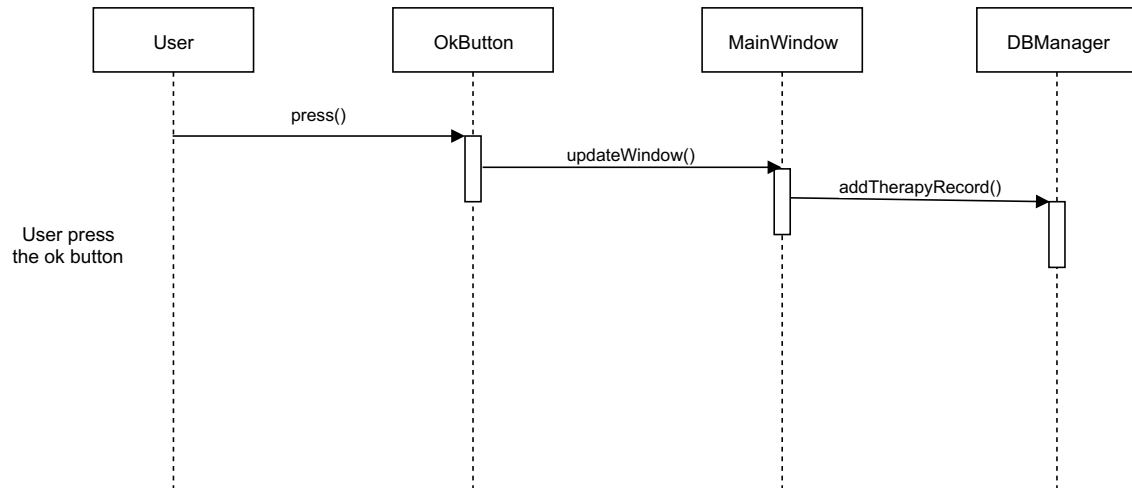 User
OkButton
MainWindow
DBManager
press()
updateWindow()
addTherapyRecord()
User press
the ok button